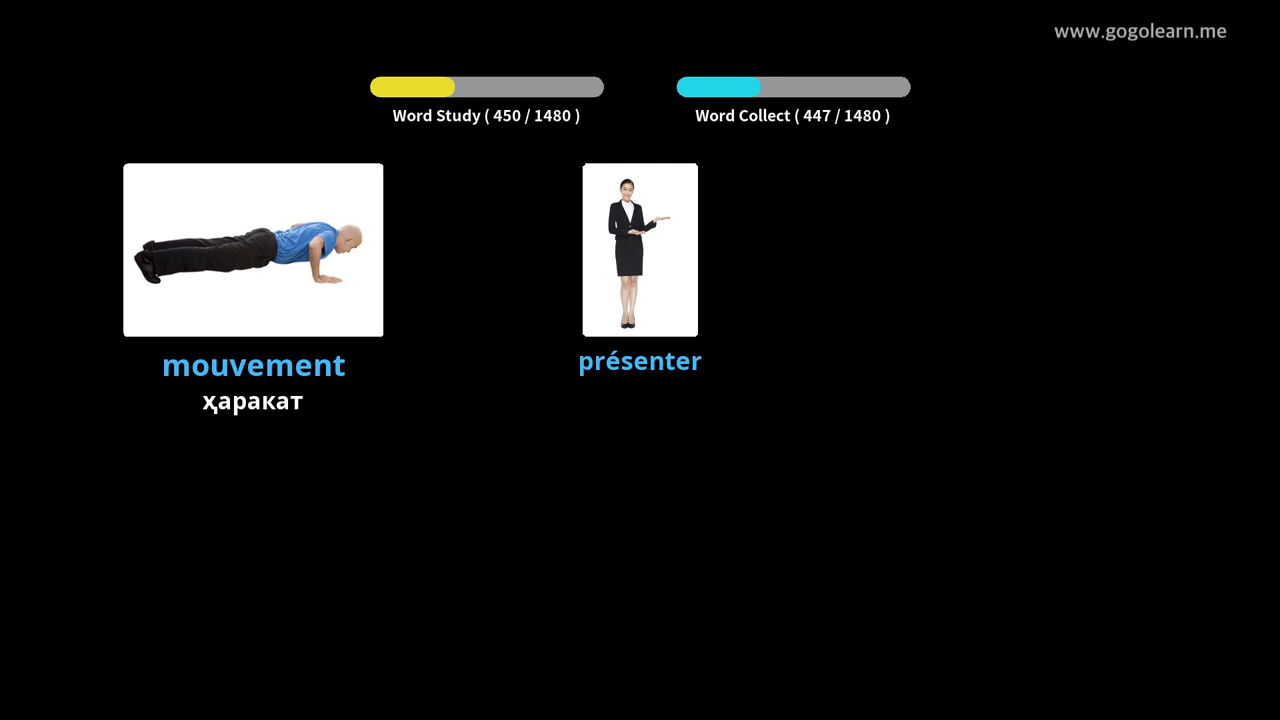 www.gogolearn.me
Word Study ( 450 / 1480 )
Word Collect ( 447 / 1480 )
mouvement
ҳаракат
présenter